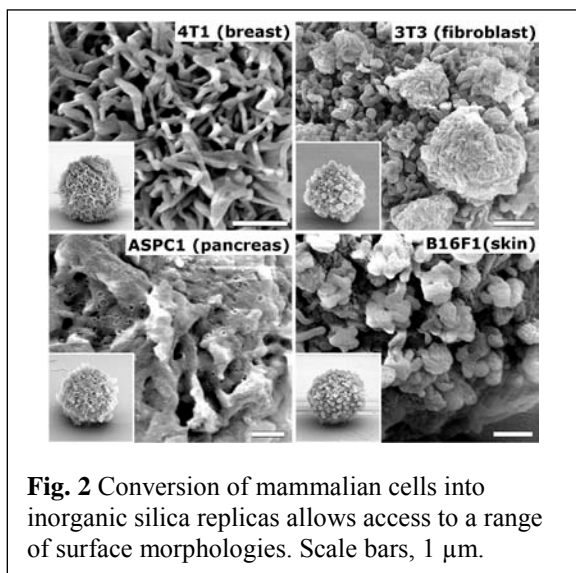 4T1 (breast)
3T3 (fibroblast)
ASPC1 (pancreas)
B16F1(skin)
Fig. 2 Conversion of mammalian cells into
inorganic silica replicas allows access to a range
of surface morphologies. Scale bars, 1 µm.